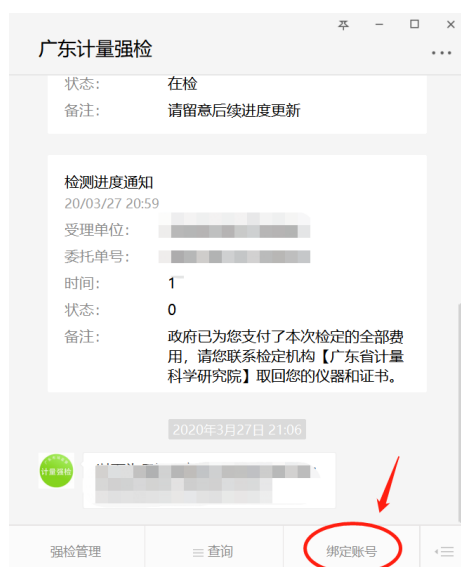 广东计量强检
状态: 在检
备注: 请留意后续进度更新
检测进度通知
20/03/27 20:59
受理单位:
委托单号:
时间: 1
状态: 0
备注: 政府已为您支付了本次检定的全部费
用，请您联系检定机构【广东省计量
科学研究院】取回您的仪器和证书。
2020年3月27日 21:06
计量强检
强检管理
查询
绑定账号